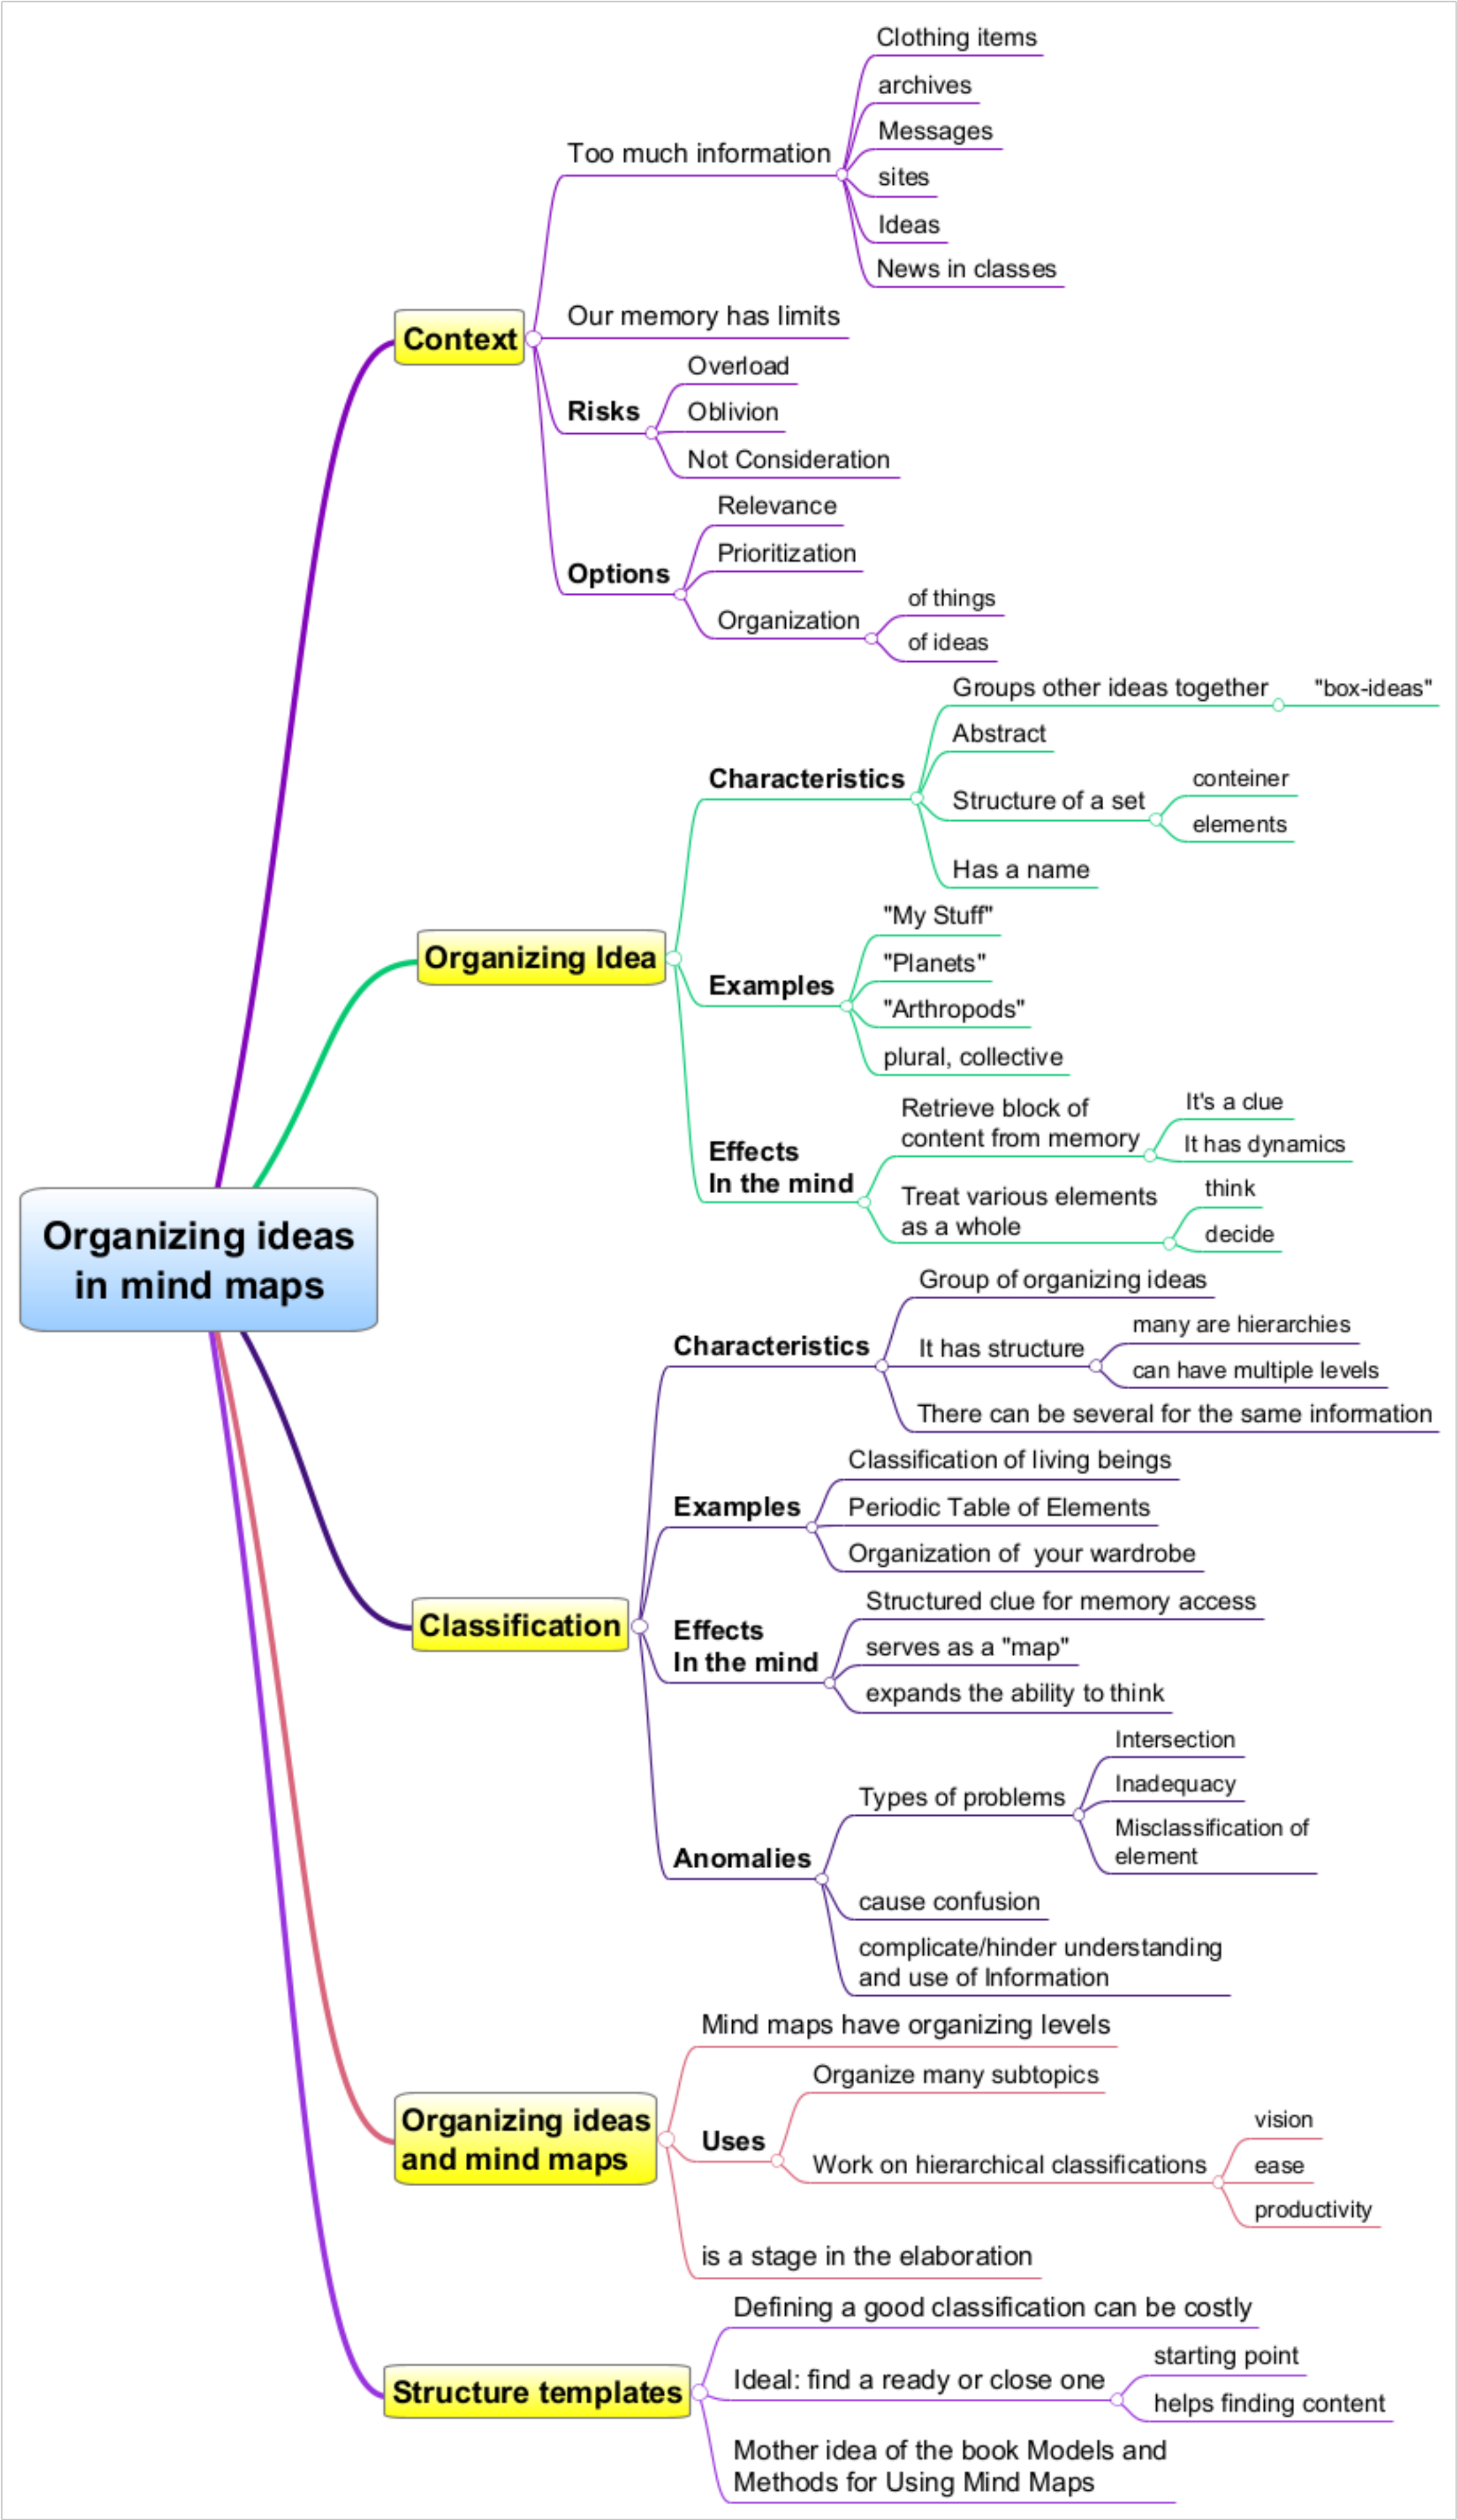 Organizing ideas
in mind maps
Context
Too much information
Clothing items
archives
Messages
sites
Ideas
News in classes
Our memory has limits
Risks
Overload
Oblivion
Not Consideration
Options
Relevance
Prioritization
Organization
of things
of ideas
Organizing Idea
Characteristics
Groups other ideas together
"box-ideas"
Abstract
Structure of a set
conteiner
elements
Has a name
Examples
"My Stuff"
"Planets"
"Arthropods"
plural, collective
Effects
In the mind
Retrieve block of
content from memory
It's a clue
It has dynamics
Treat various elements
as a whole
think
decide
Classification
Characteristics
Group of organizing ideas
It has structure
many are hierarchies
can have multiple levels
There can be several for the same information
Examples
Classification of living beings
Periodic Table of Elements
Organization of  your wardrobe
Effects
In the mind
Structured clue for memory access
serves as a "map"
expands the ability to think
Anomalies
Types of problems
Intersection
Inadequacy
Misclassification of
element
cause confusion
complicate/hinder understanding
and use of Information
Organizing ideas
and mind maps
Mind maps have organizing levels
Uses
Organize many subtopics
Work on hierarchical classifications
vision
ease
productivity
is a stage in the elaboration
Structure templates
Defining a good classification can be costly
Ideal: find a ready or close one
starting point
helps finding content
Mother idea of the book Models and
Methods for Using Mind Maps